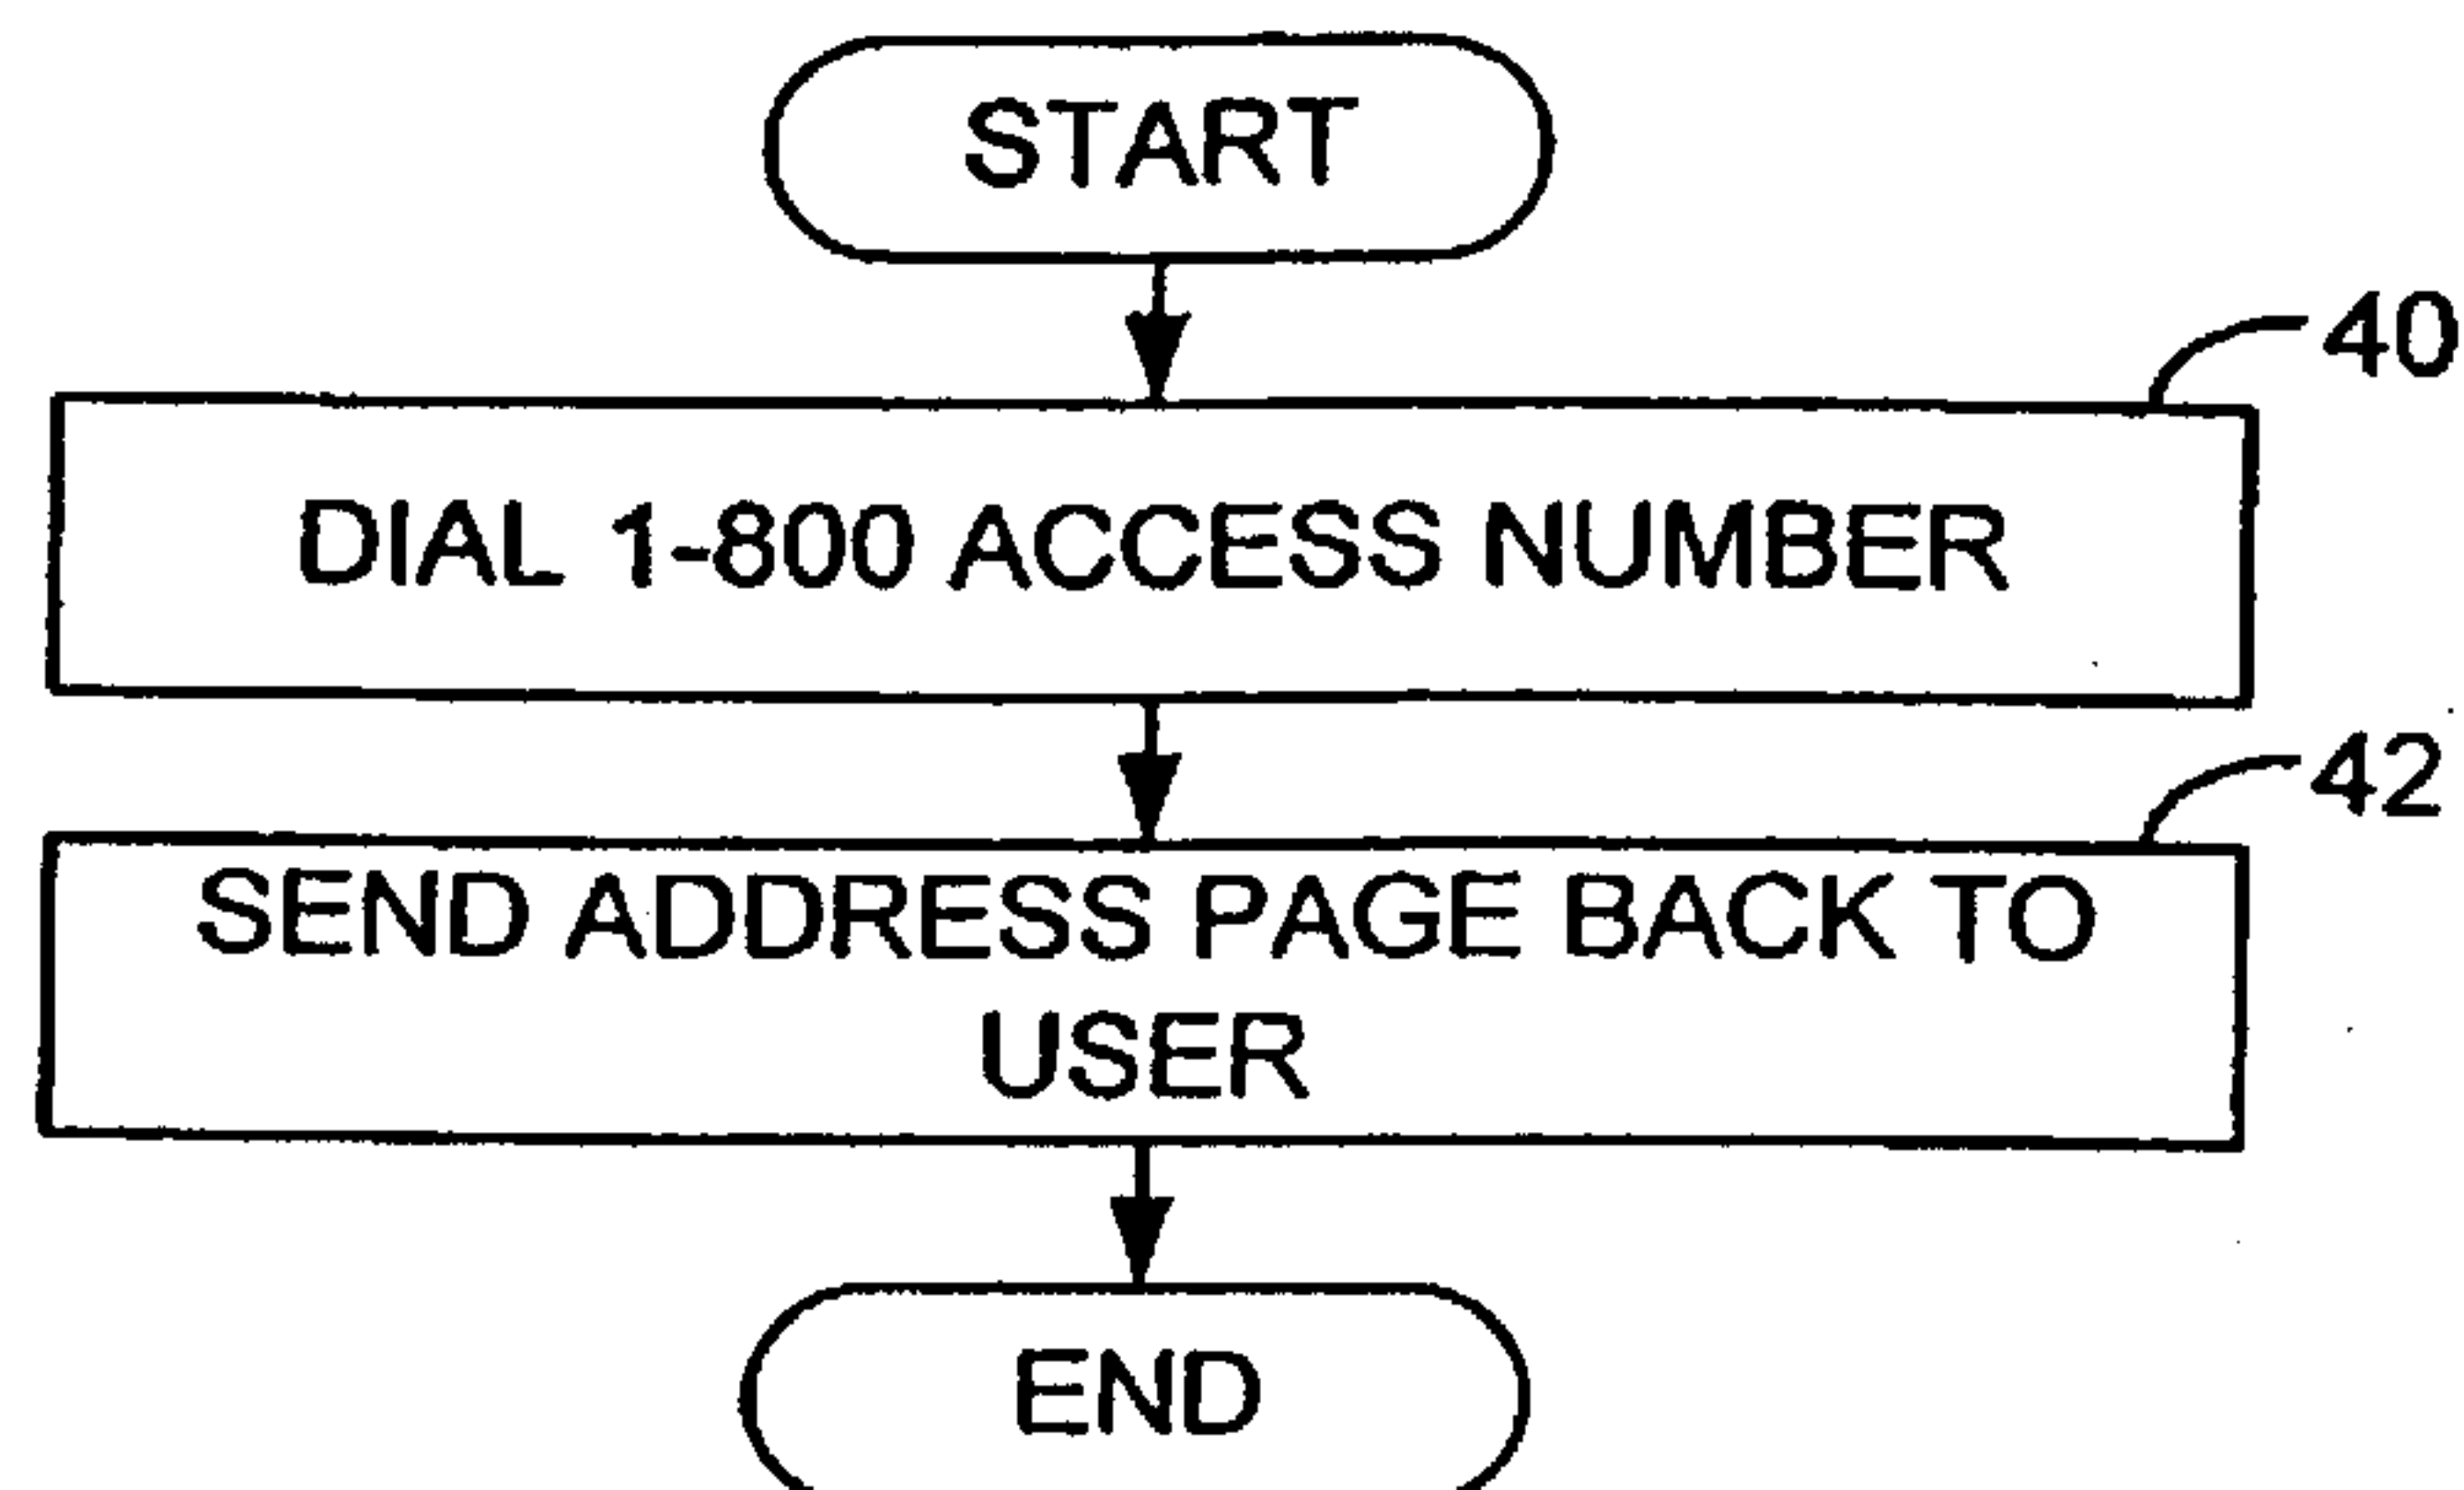 START
40
DIAL 1-800 ACCESS NUMBER
42
SEND ADDRESS PAGE BACK TO
USER
END